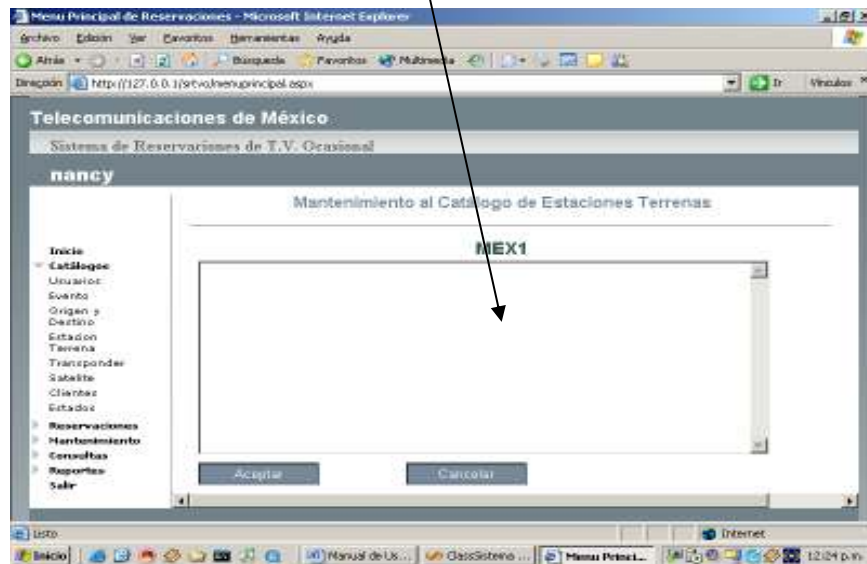 Menu Principal de Reservaciones - Microsoft Internet Explorer
Archivo Edición Ver Favoritos Herramientas Ayuda
Atrás Búsqueda Favoritos Multimedia
Dirección http://127.0.0.1/srtvo/menuprincipal.aspx Ir Vínculos
Telecomunicaciones de México
Sistema de Reservaciones de T.V. Ocasional
nancy
Mantenimiento al Catálogo de Estaciones Terrenas
MEX1
Inicio
Catálogos
Usuarios
Evento
Origen y
Destino
Estacion
Terrena
Transponder
Satelite
Clientes
Estados
Reservaciones
Mantenimiento
Consultas
Reportes
Salir
Aceptar Cancelar
Listo Internet
Inicio Manual de Us... ClassSistema ... Menu Princi... 12:24 p.m.